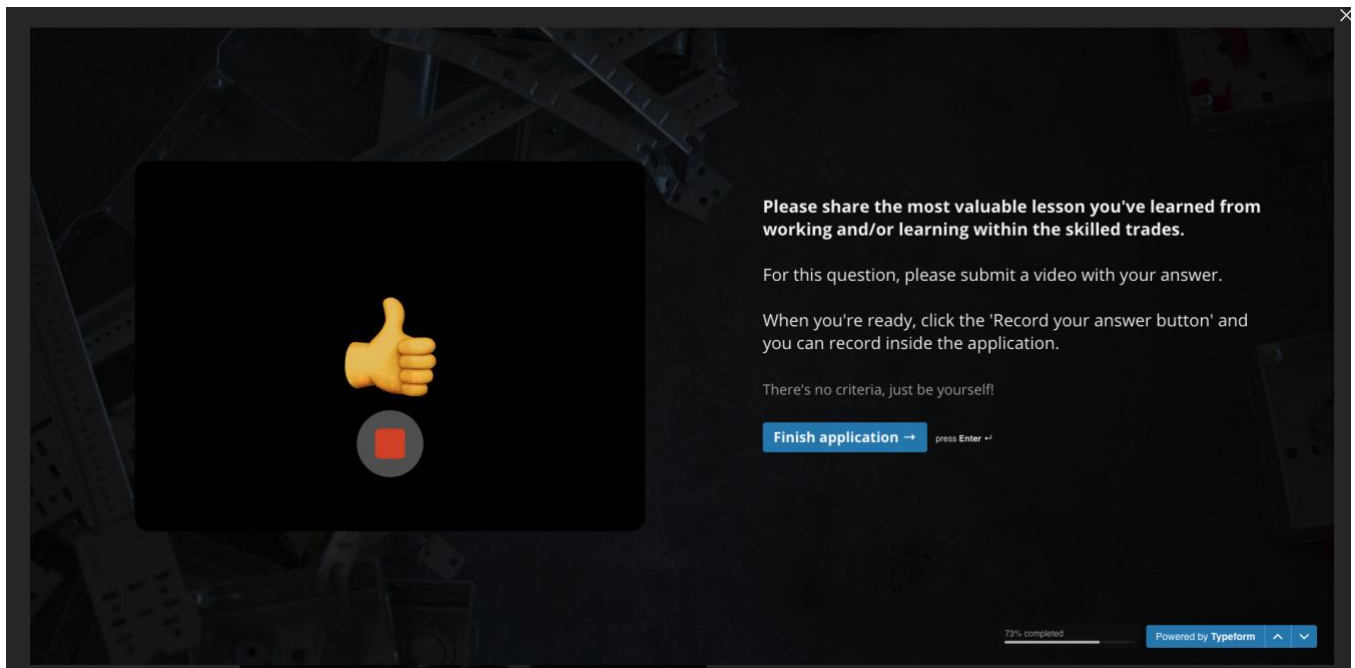 Please share the most valuable lesson you've learned from
working and/or learning within the skilled trades.
For this question, please submit a video with your answer.
When you're ready, click the 'Record your answer button' and
you can record inside the application.
There's no criteria, just be yourself!
Finish application → press Enter ↵
73% completed
Powered by Typeform